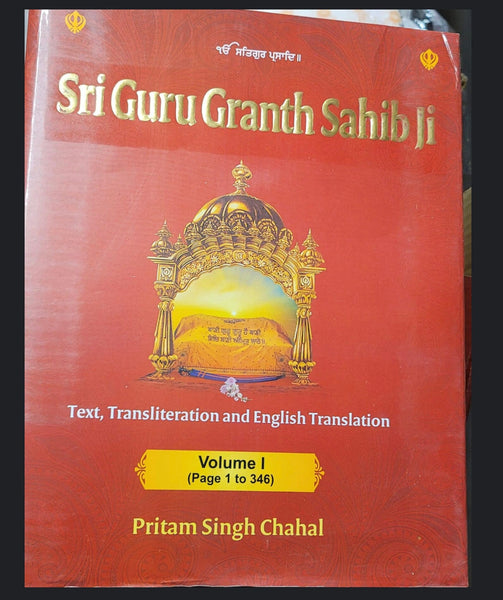 ੴ ਸਤਿਗੁਰ ਪ੍ਰਸਾਦਿ॥
Sri Guru Granth Sahib Ji
ਬਾਣੀ ਗੁਰੂ ਗੁਰੂ ਹੈ ਬਾਣੀ
ਵਿਚਿ ਬਾਣੀ ਅੰਮ੍ਰਿਤੁ ਸਾਰੇ॥
Text, Transliteration and English Translation
Volume I
(Page 1 to 346)
Pritam Singh Chahal